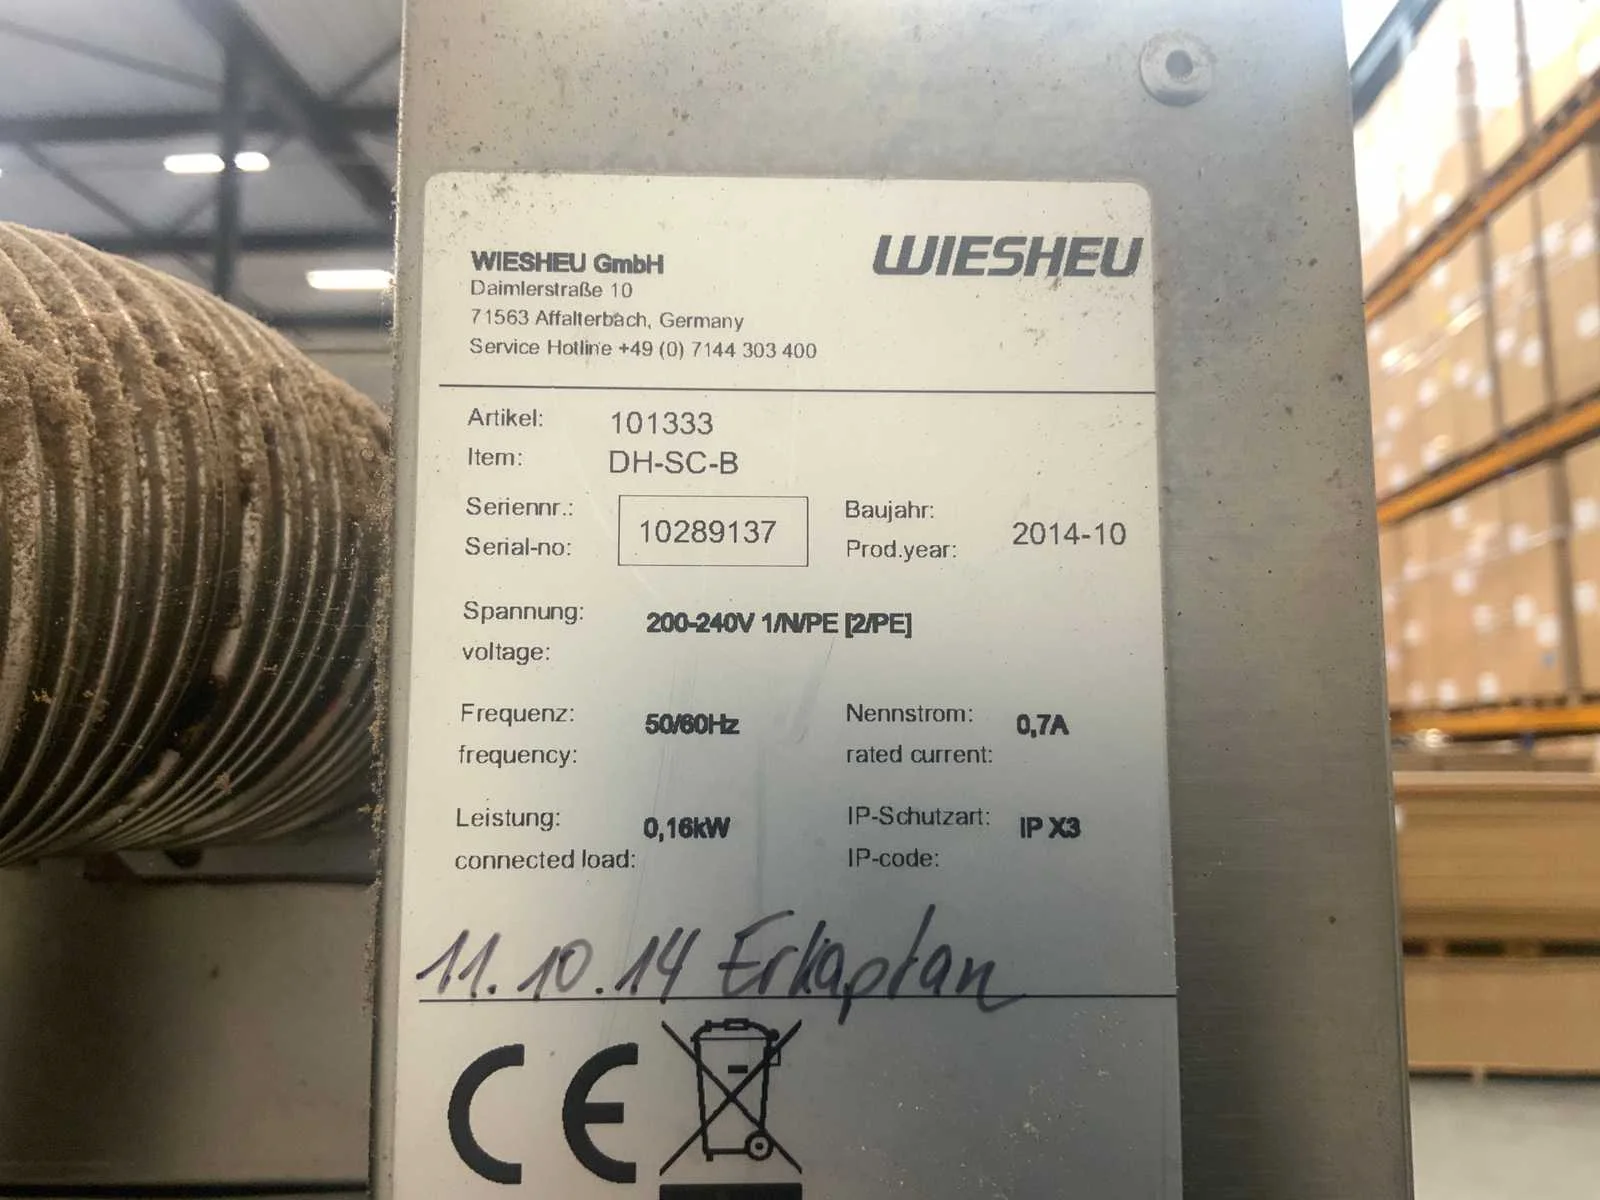 WIESHEU GmbH
WIESHEU
Daimlerstraße 10
71563 Affalterbach, Germany
Service Hotline +49 (0) 7144 303 400
Artikel: 101333
Item: DH-SC-B
Seriennr.:
Serial-no:
10289137
Baujahr:
Prod.year:
2014-10
Spannung:
voltage:
200-240V 1/N/PE [2/PE]
Frequenz:
frequency:
50/60Hz
Nennstrom:
rated current:
0,7A
Leistung:
connected load:
0,16kW
IP-Schutzart:
IP-code:
IP X3
11.10.14 Erkaplan
CE